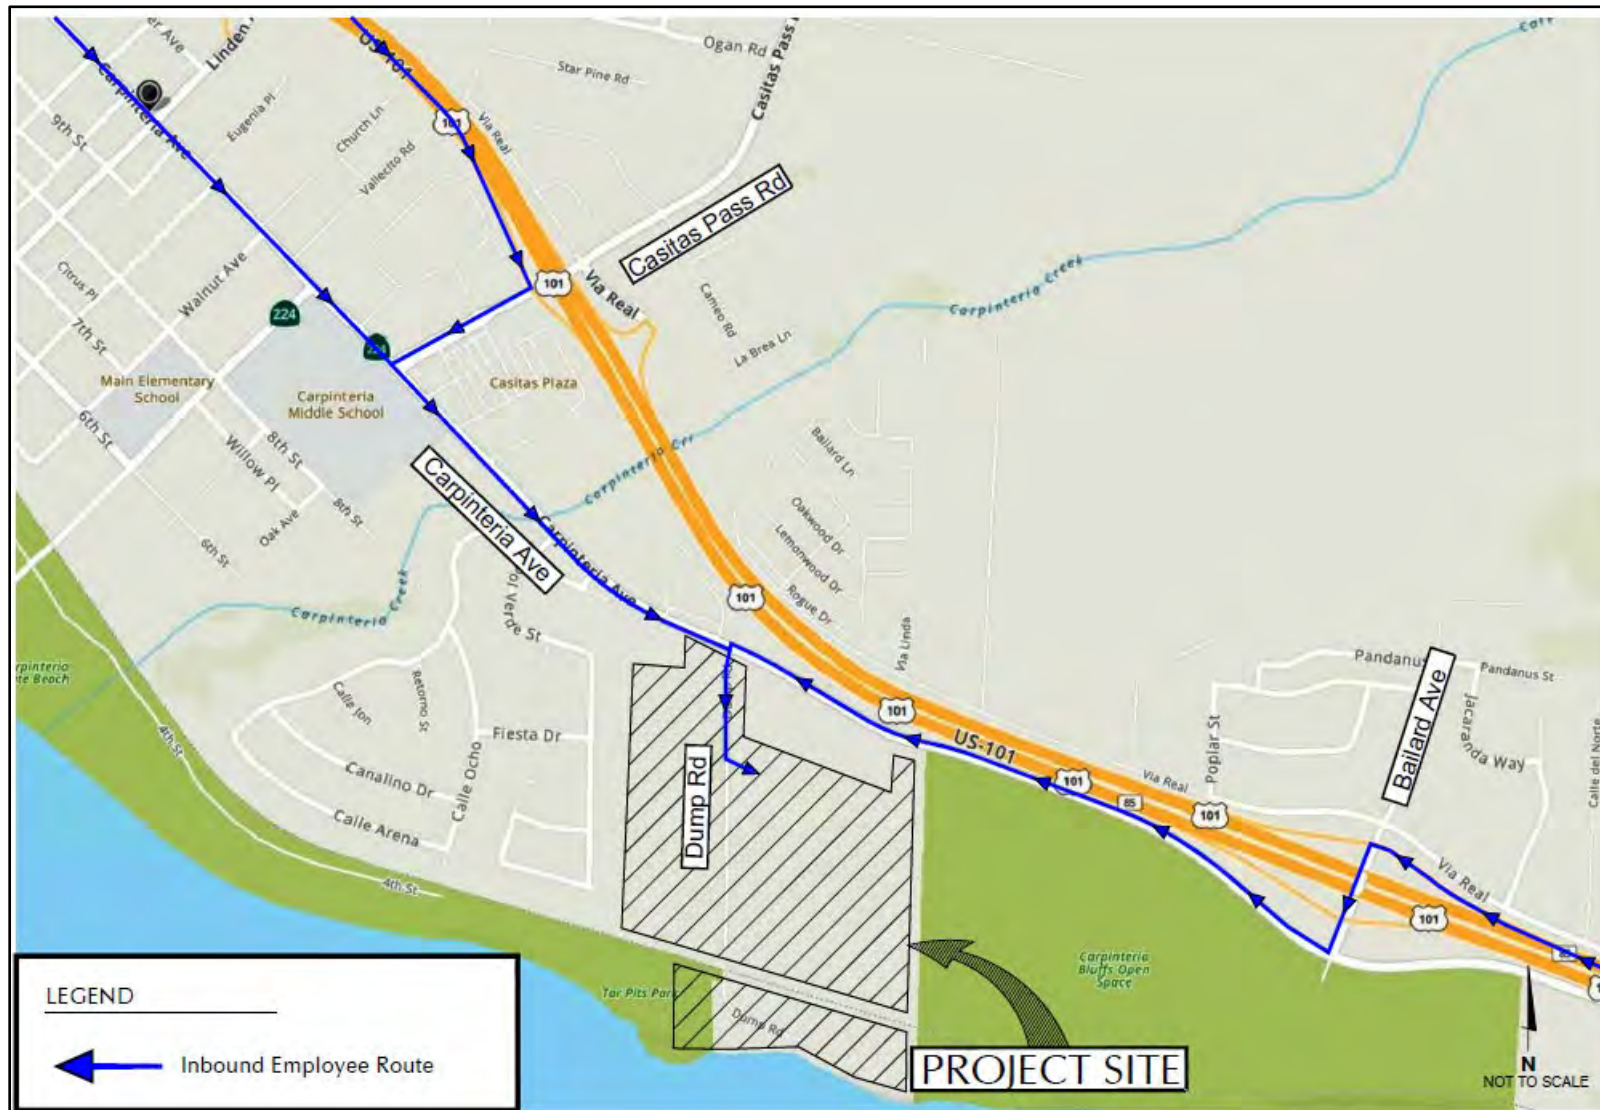 Linden
Ogan Rd
Star Pine Rd
Casitas Pass
US-101
Carpinteria Ave
9th St
Eugenia Pl
Church Ln
Vallecito Rd
101
Via Real
Casitas Pass Rd
Citrus Pl
Walnut Ave
224
7th St
224
101
Via Real
Cameo Rd
La Brea Ln
Carpinteria Creek
Main Elementary
School
Carpinteria
Middle School
Casitas Plaza
6th St
Willow Pl
8th St
8th St
Oak Ave
6th St
Carpinteria Ave
Carpinteria Ave
Carpinteria Crr
Bailard Ln
Oakwood Dr
Lemonwood Dr
Rogue Dr
101
Via Linda
Carpinteria Creek
Verde St
Retorno St
Calle Jon
4th St
Fiesta Dr
Canalino Dr
Calle Ocho
Calle Arena
4th St
Dump Rd
101
US-101
101
85
Via Real
101
Poplar St
Pandanus
Pandanus St
Jacaranda Way
Bailard Ave
Calle del Norte
Via Real
101
Carpinteria
Bluffs Open
Space
Tar Pits Park
Dump Rd
PROJECT SITE
N
NOT TO SCALE
LEGEND
Inbound Employee Route